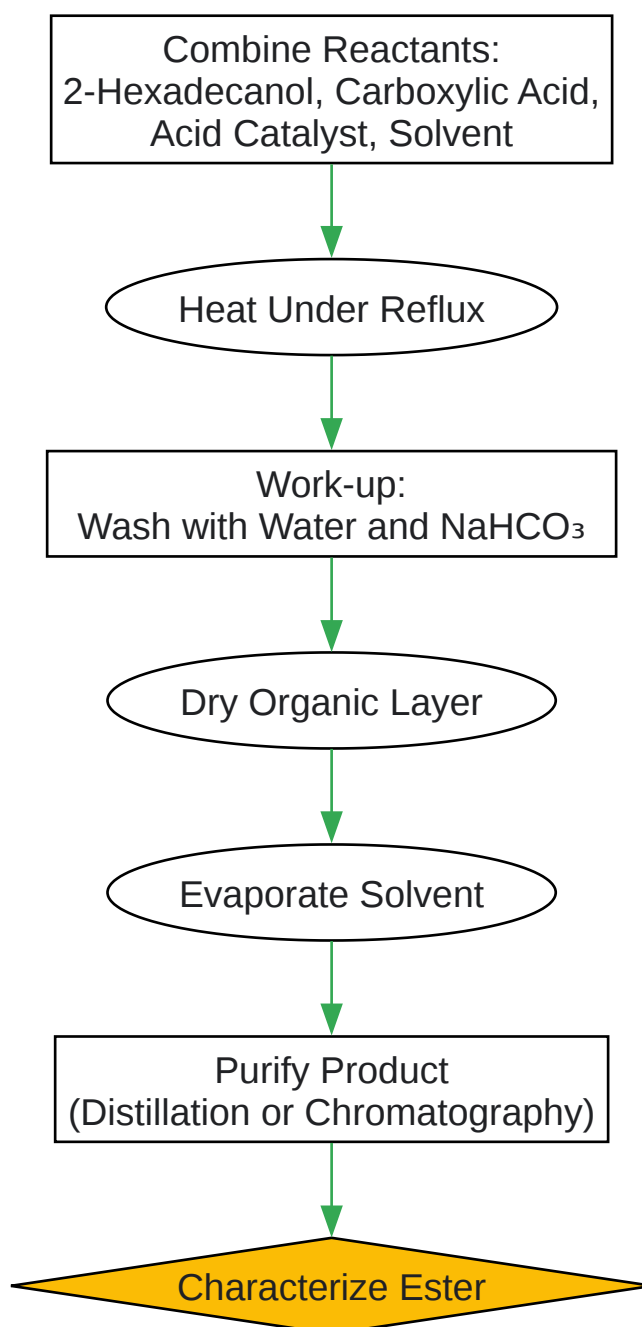 Combine Reactants:
2-Hexadecanol, Carboxylic Acid,
Acid Catalyst, Solvent
Heat Under Reflux
Work-up:
Wash with Water and NaHCO₃
Dry Organic Layer
Evaporate Solvent
Purify Product
(Distillation or Chromatography)
Characterize Ester